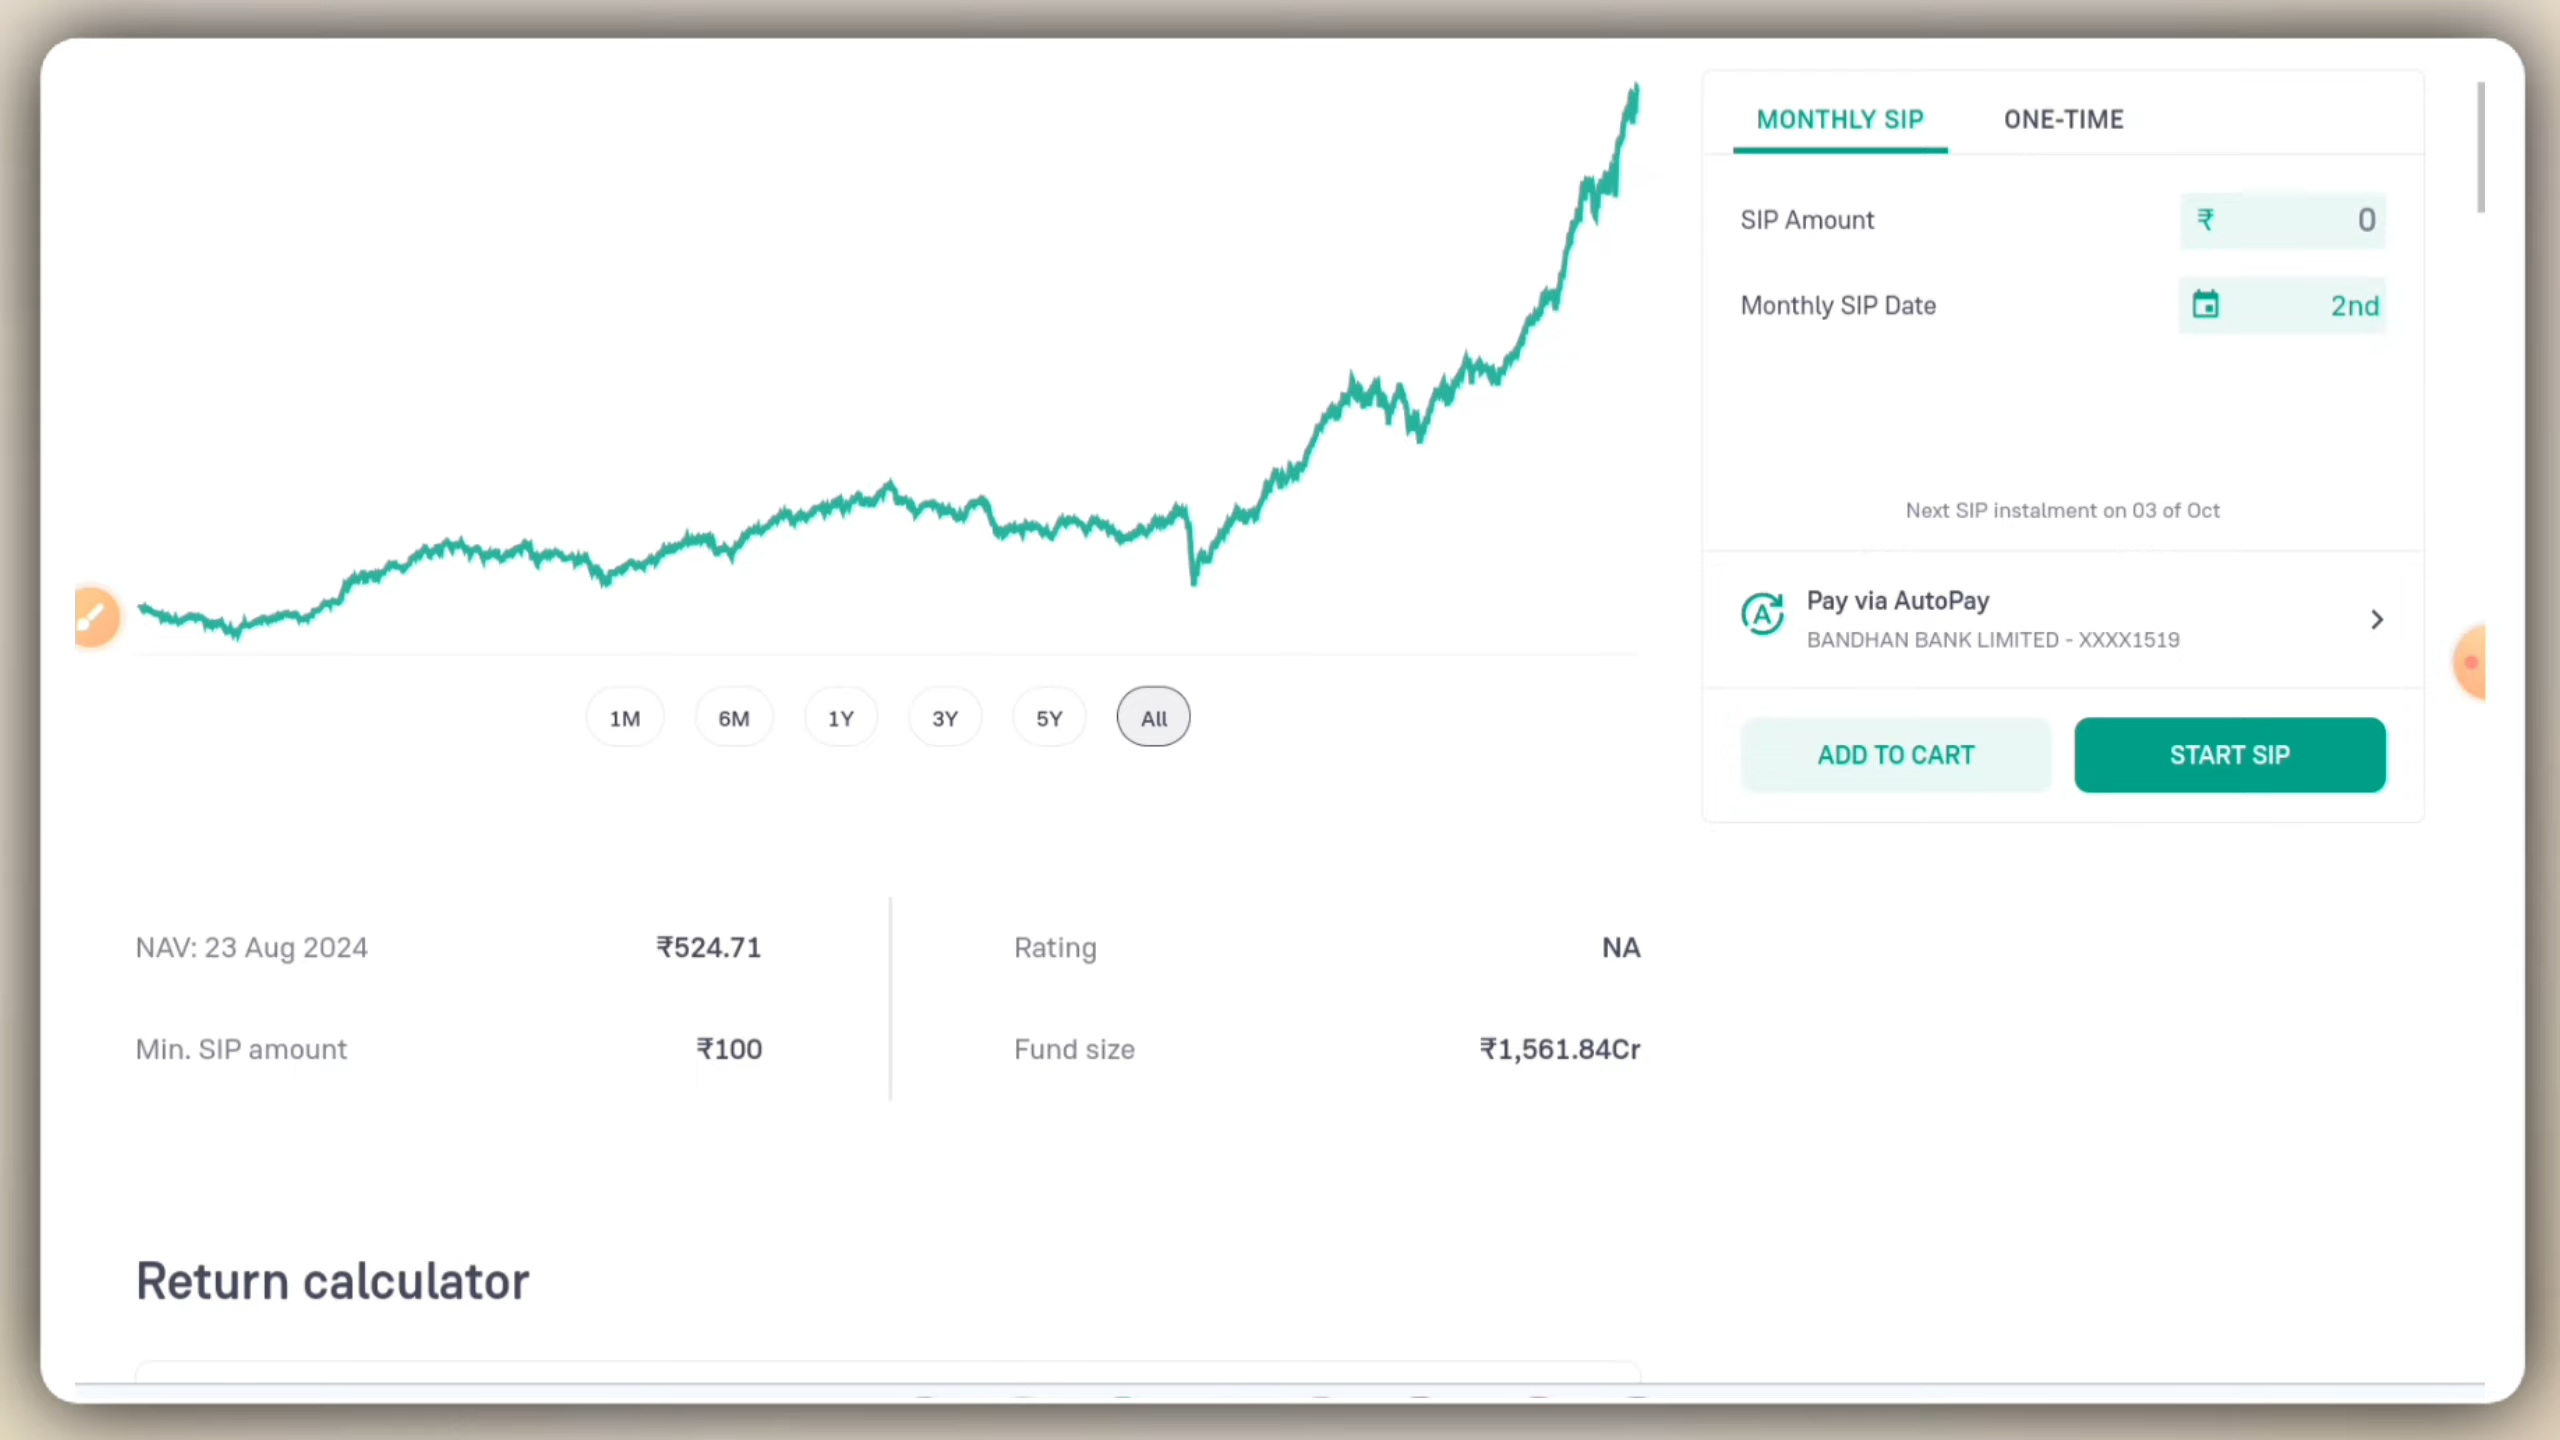 MONTHLY SIP ONE-TIME
SIP Amount ₹ 0
Monthly SIP Date 2nd
Next SIP instalment on 03 of Oct
Pay via AutoPay
BANDHAN BANK LIMITED - XXXX1519
ADD TO CART START SIP
1M 6M 1Y 3Y 5Y All
NAV: 23 Aug 2024 ₹524.71
Rating NA
Min. SIP amount ₹100
Fund size ₹1,561.84Cr
Return calculator